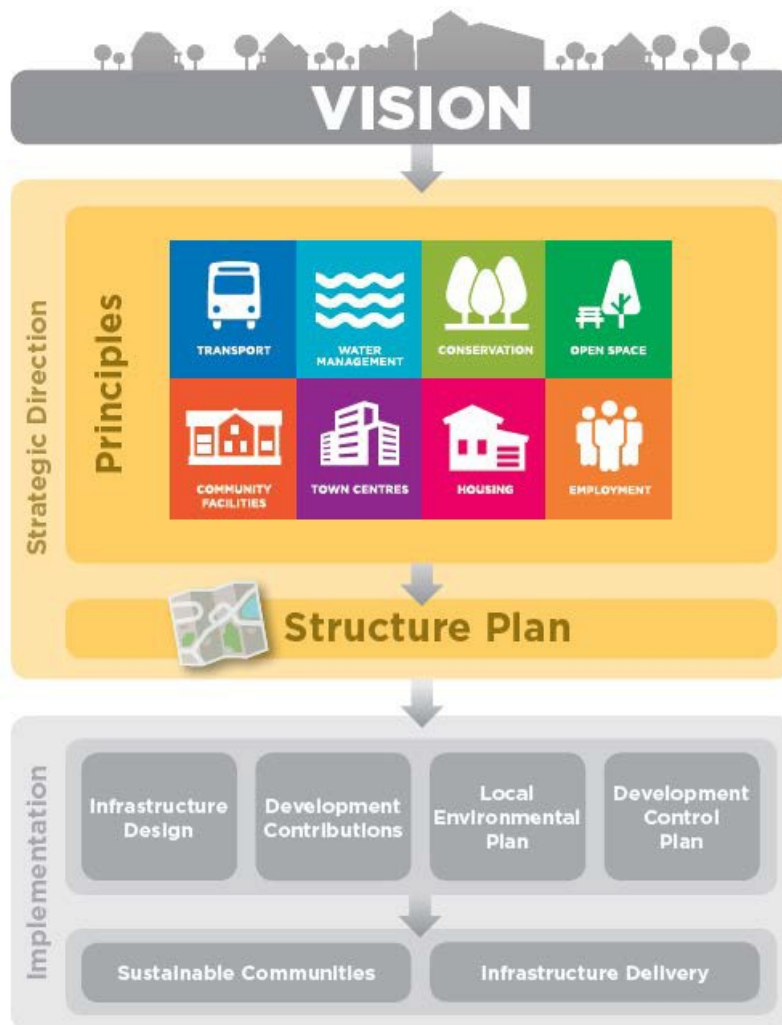 VISION
Strategic Direction
Principles
TRANSPORT
WATER
MANAGEMENT
CONSERVATION
OPEN SPACE
COMMUNITY
FACILITIES
TOWN CENTRES
HOUSING
EMPLOYMENT
Structure Plan
Implementation
Infrastructure
Design
Development
Contributions
Local
Environmental
Plan
Development
Control
Plan
Sustainable Communities
Infrastructure Delivery